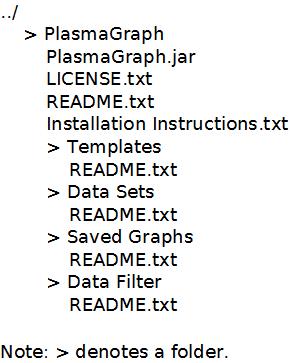 ../
> PlasmaGraph
PlasmaGraph.jar
LICENSE.txt
README.txt
Installation Instructions.txt
> Templates
README.txt
> Data Sets
README.txt
> Saved Graphs
README.txt
> Data Filter
README.txt
Note: > denotes a folder.